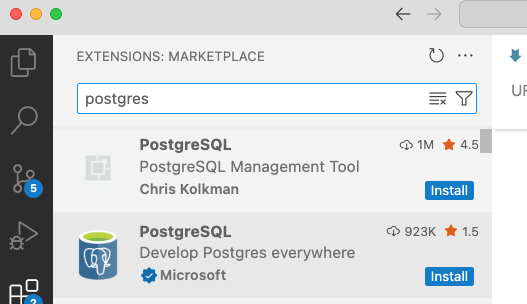 EXTENSIONS: MARKETPLACE
postgres
UF
PostgreSQL 1M 4.5
PostgreSQL Management Tool
Chris Kolkman Install
PostgreSQL 923K 1.5
Develop Postgres everywhere
Microsoft Install
5
2